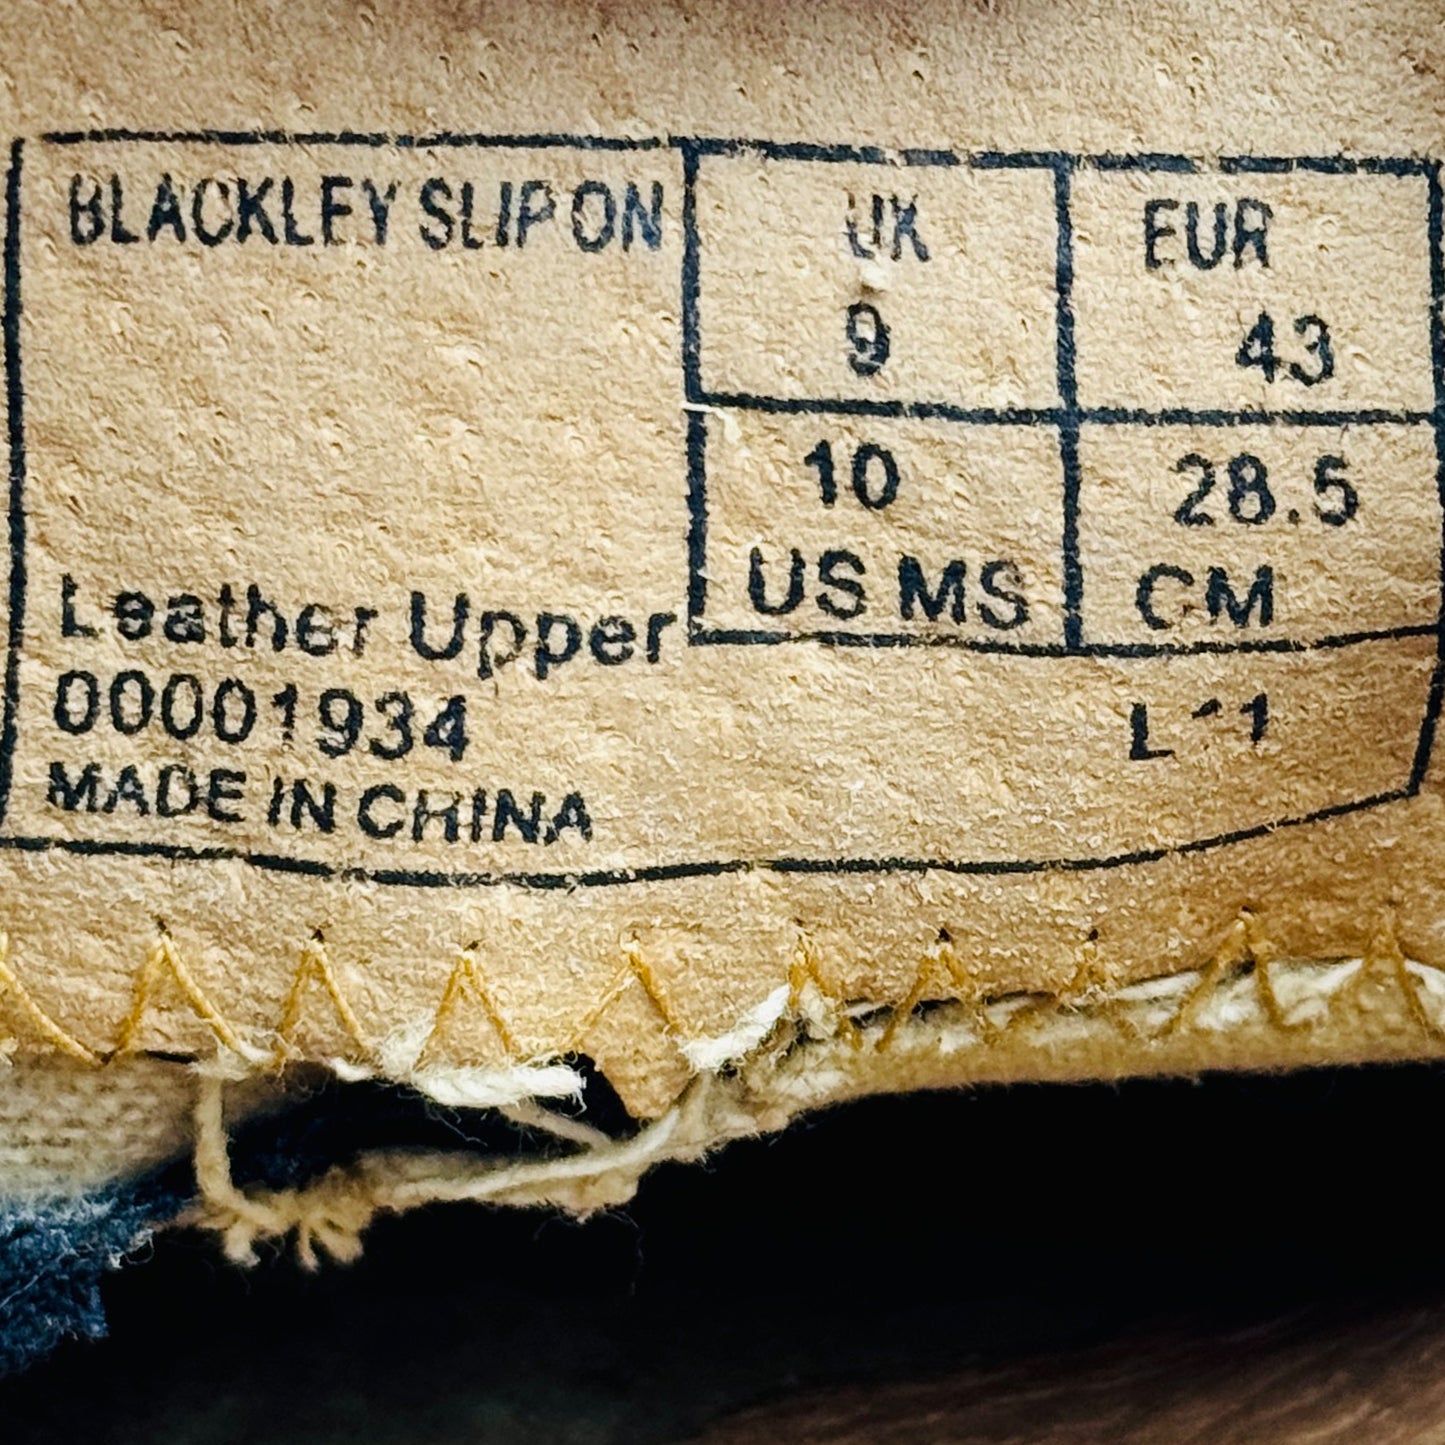 BLACKLEY SLIP ON
UK
9
EUR
43
10
US MS
28.5
CM
Leather Upper
00001934
MADE IN CHINA